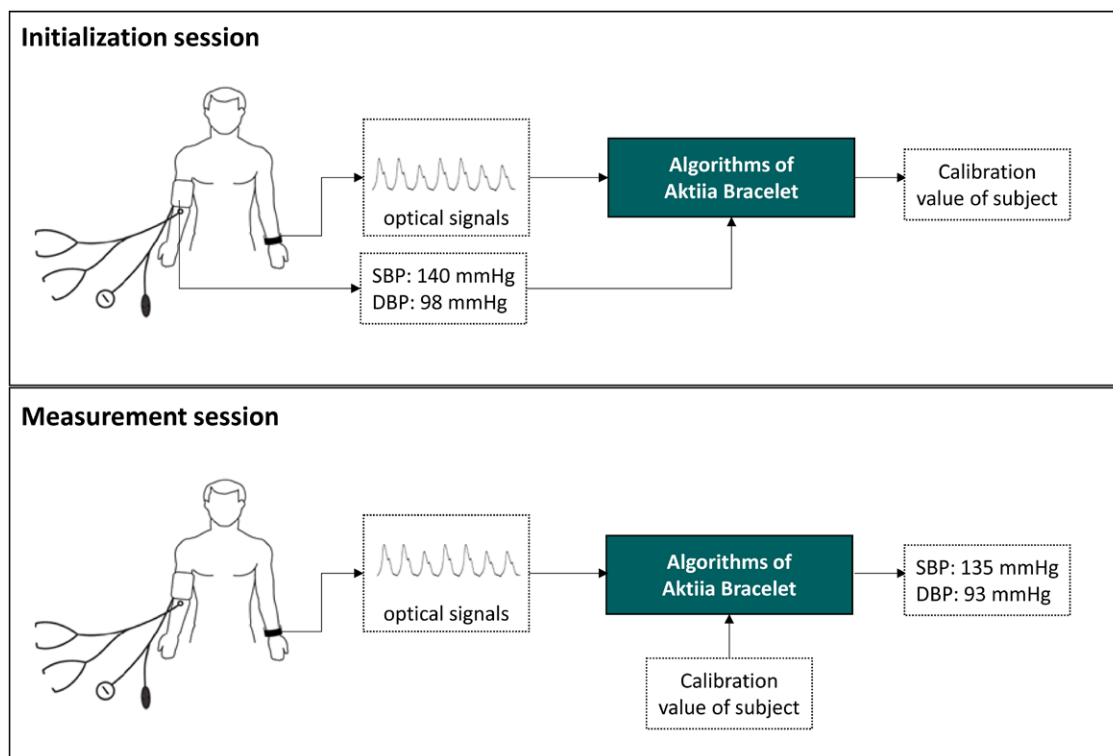 Initialization session
optical signals
SBP: 140 mmHg
DBP: 98 mmHg
Algorithms of
Aktiia Bracelet
Calibration
value of subject
Measurement session
optical signals
Algorithms of
Aktiia Bracelet
SBP: 135 mmHg
DBP: 93 mmHg
Calibration
value of subject